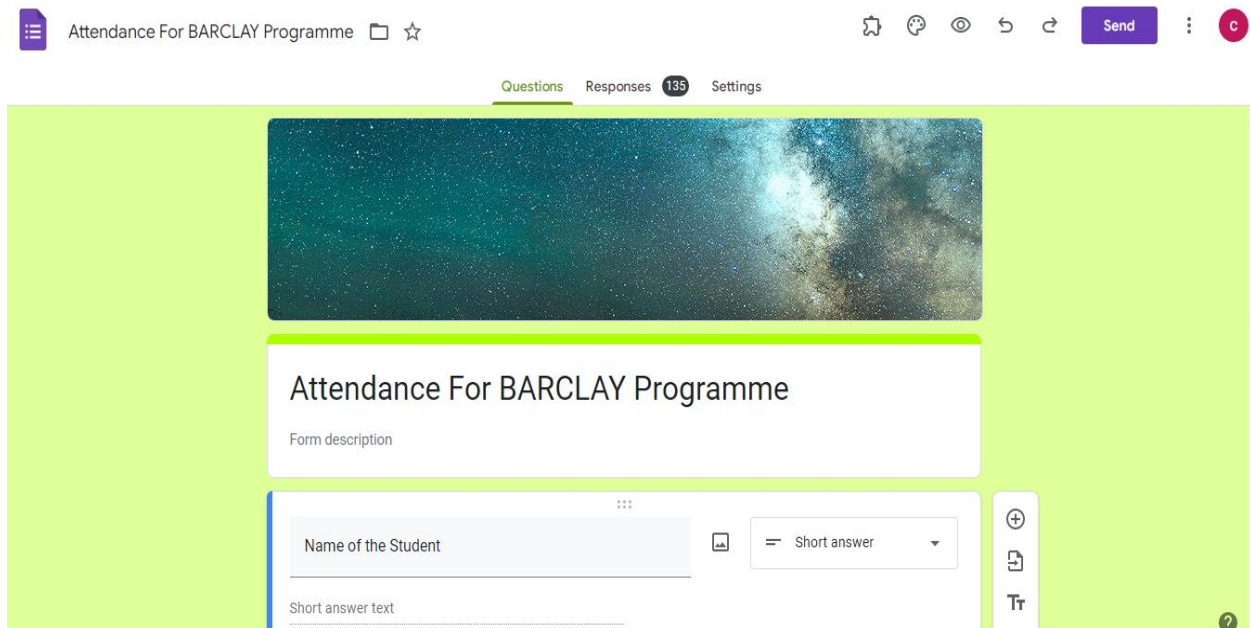 Attendance For BARCLAY Programme
Send
C
Questions Responses 135 Settings
Attendance For BARCLAY Programme
Form description
Name of the Student
Short answer
Short answer text
Tт
?